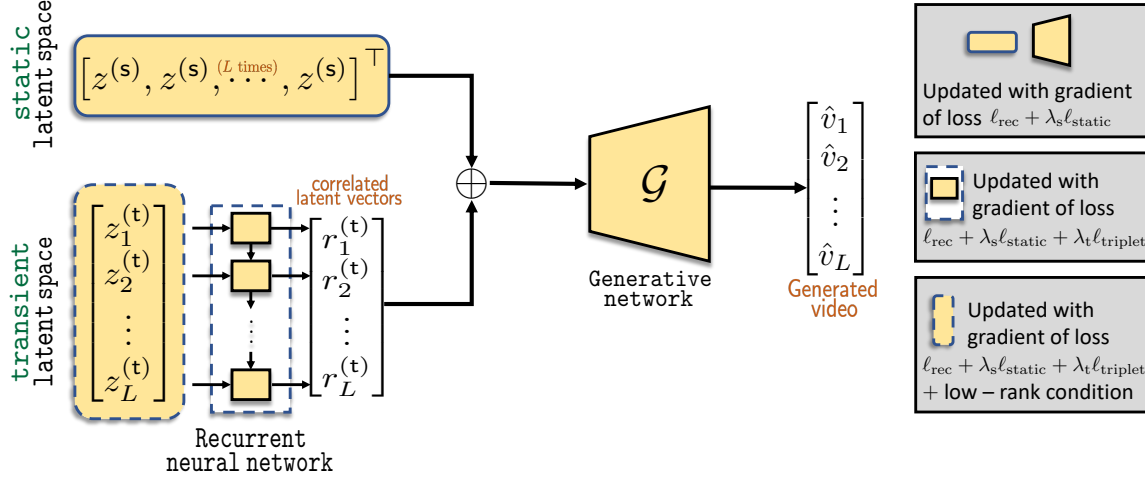 static
latent space
[z^(s), z^(s), ⋯ (L times), z^(s)]^⊤
transient
latent space
z_1^(t)
z_2^(t)
⋮
z_L^(t)
Recurrent
neural network
correlated
latent vectors
r_1^(t)
r_2^(t)
⋮
r_L^(t)
⊕
𝒢
Generative
network
v̂_1
v̂_2
⋮
v̂_L
Generated
video
Updated with gradient
of loss ℓ_rec + λ_s ℓ_static
Updated with
gradient of loss
ℓ_rec + λ_s ℓ_static + λ_t ℓ_triplet
Updated with
gradient of loss
ℓ_rec + λ_s ℓ_static + λ_t ℓ_triplet
+ low – rank condition